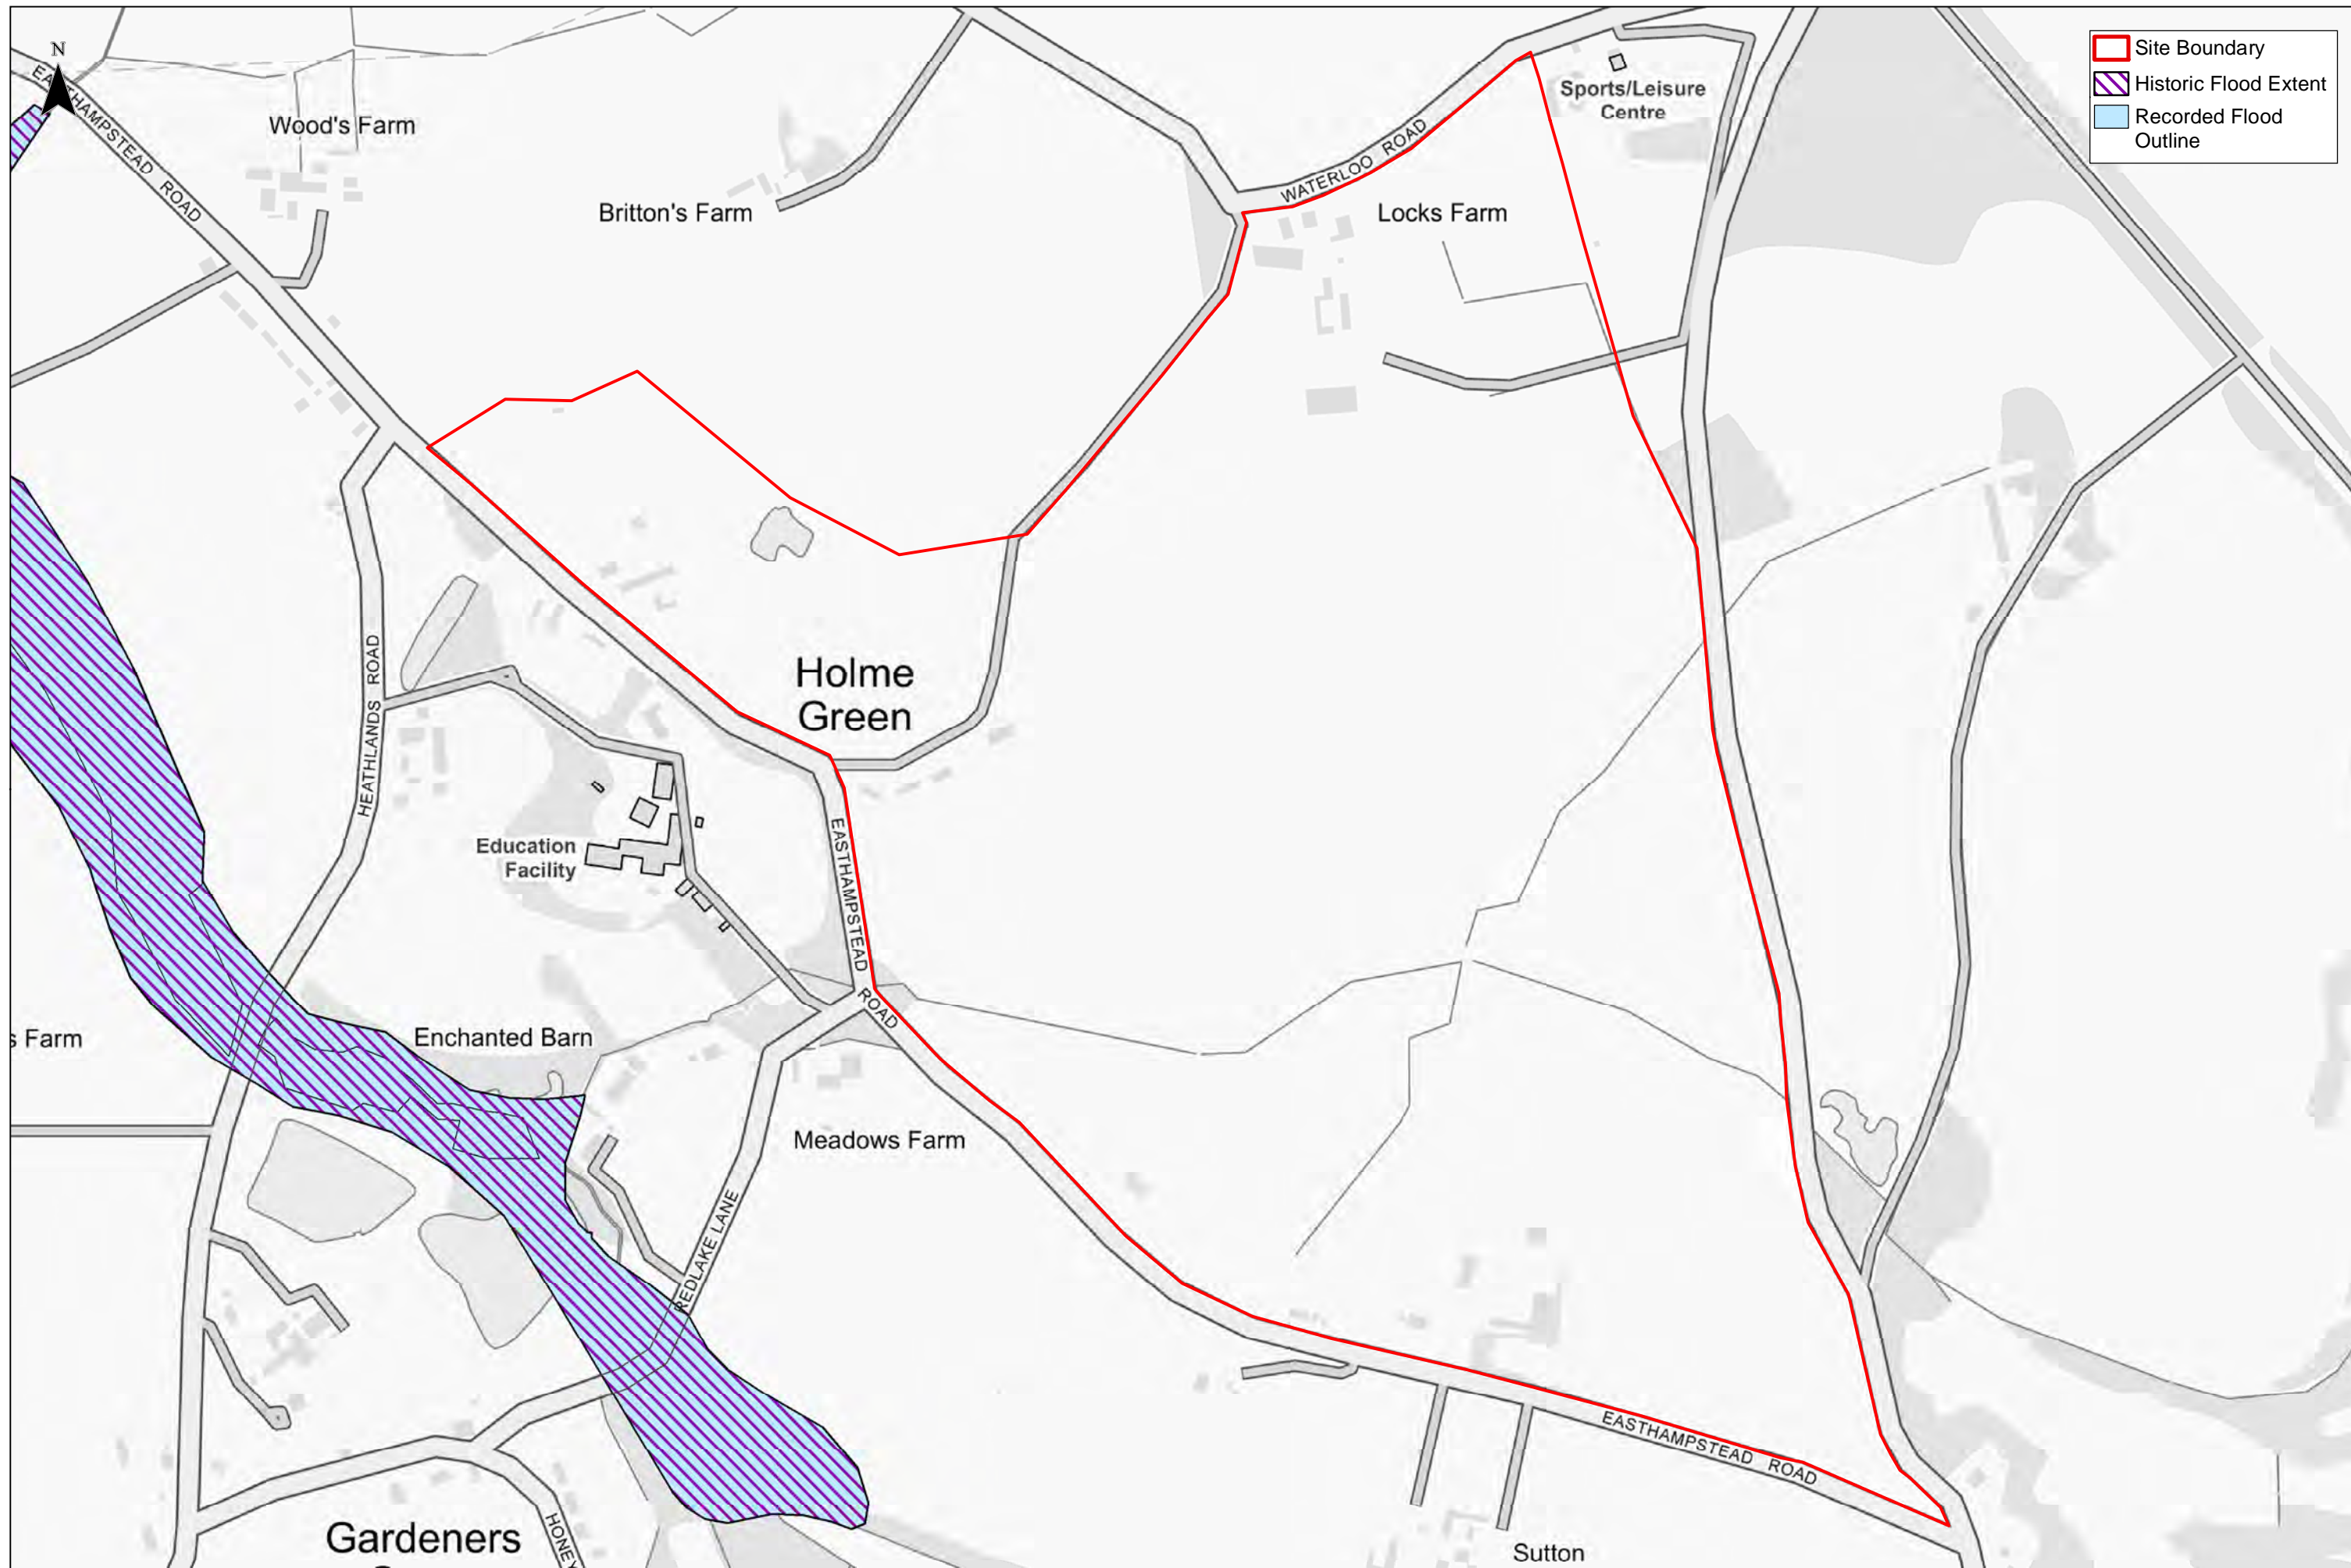 N
EASTHAMPSTEAD ROAD
Wood's Farm
Britton's Farm
WATERLOO ROAD
Locks Farm
Sports/Leisure
Centre
Site Boundary
Historic Flood Extent
Recorded Flood
Outline
HEATHLANDS ROAD
Holme
Green
Education
Facility
EASTHAMPSTEAD
ROAD
s Farm
Enchanted Barn
Meadows Farm
REDLAKE LANE
EASTHAMPSTEAD ROAD
Gardeners
HONEY
Sutton